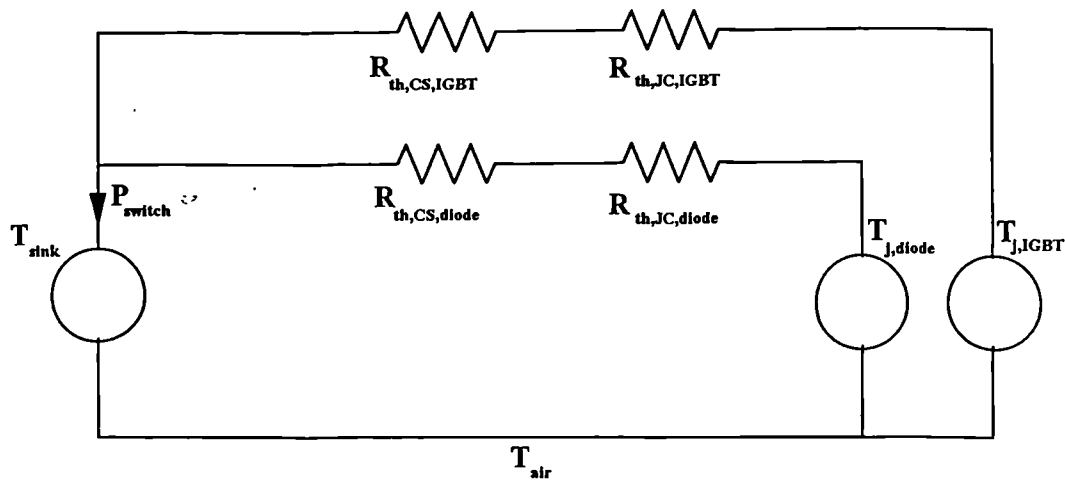 R th,CS,IGBT
R th,JC,IGBT
R th,CS,diode
R th,JC,diode
P switch
T sink
T j,diode
T j,IGBT
T air